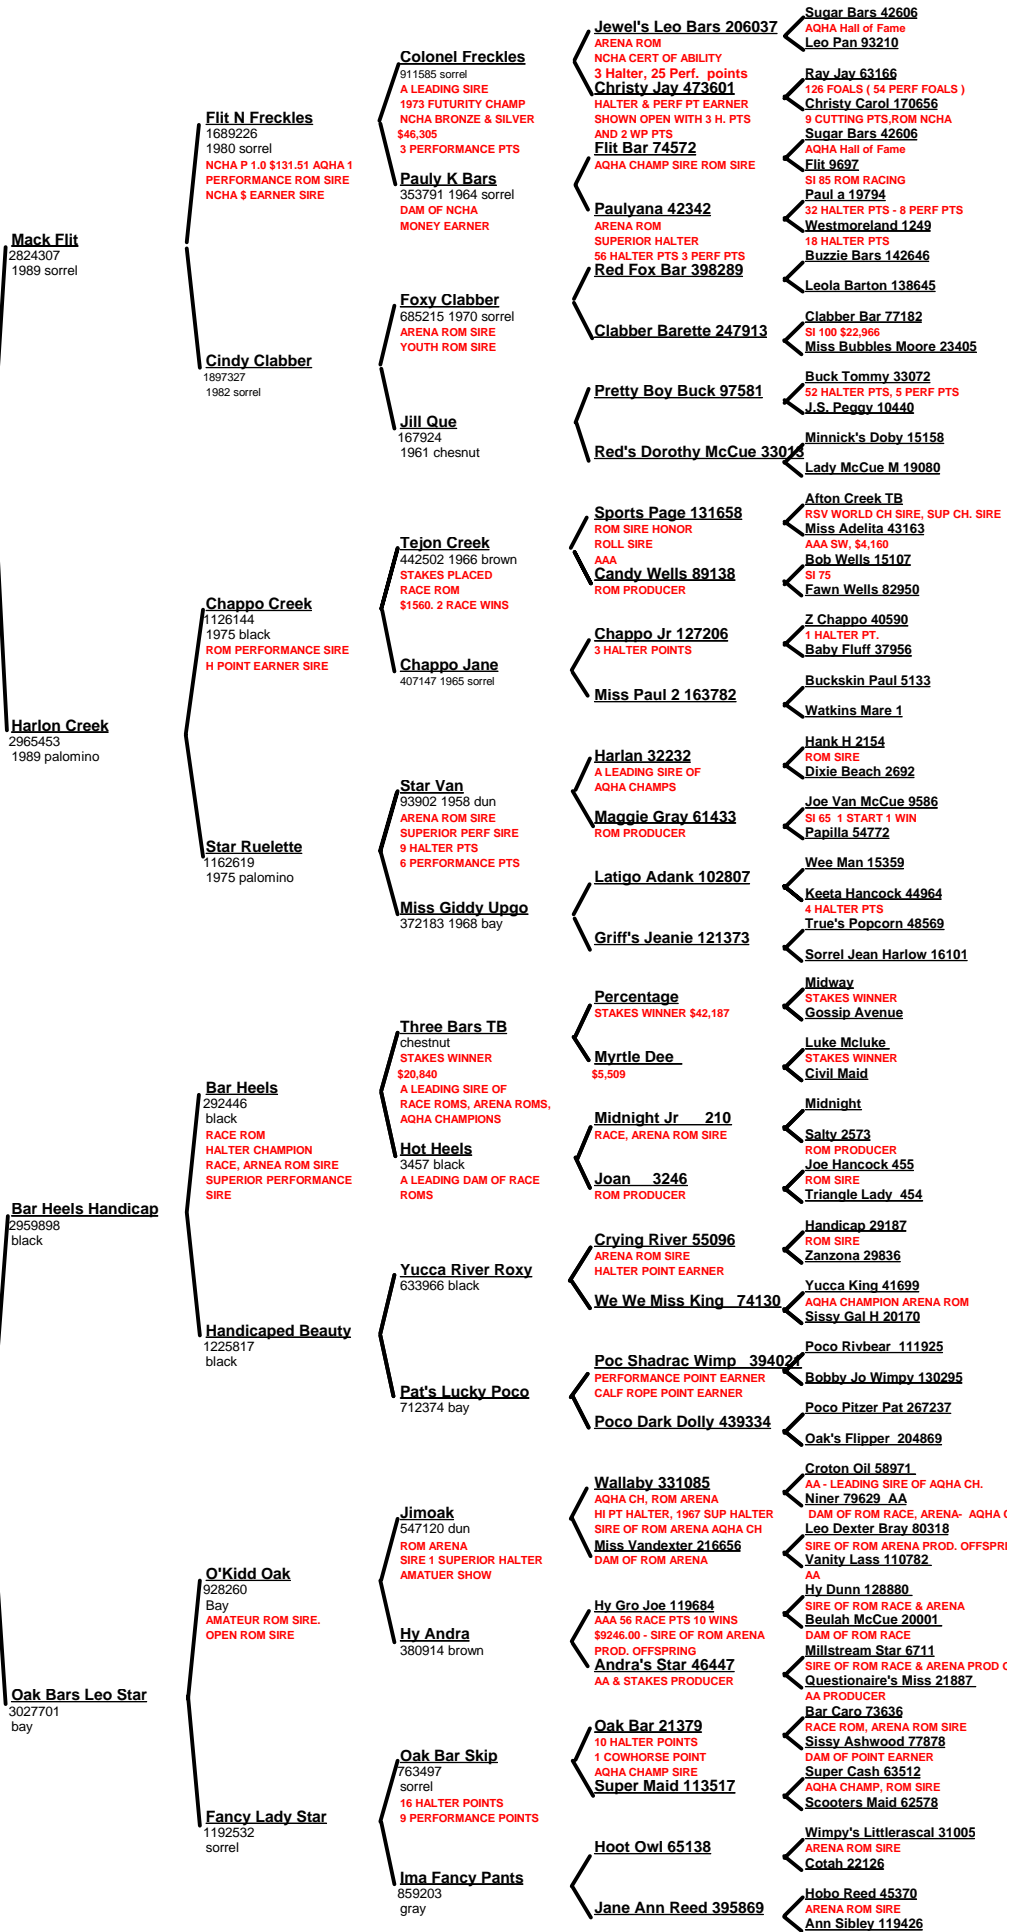 Mack Flit
2824307
1989 sorrel
Harlon Creek
2965453
1989 palomino
Bar Heels Handicap
2959898
black
Oak Bars Leo Star
3027701
bay
Flit N Freckles
1689226
1980 sorrel
NCHA P 1.0 $131.51 AQHA 1
PERFORMANCE ROM SIRE
NCHA $ EARNER SIRE
Cindy Clabber
1897327
1982 sorrel
Chappo Creek
1126144
1975 black
ROM PERFORMANCE SIRE
H POINT EARNER SIRE
Star Ruelette
1162619
1975 palomino
Bar Heels
292446
black
RACE ROM
HALTER CHAMPION
RACE, ARNEA ROM SIRE
SUPERIOR PERFORMANCE
SIRE
Handicaped Beauty
1225817
black
O'Kidd Oak
928260
Bay
AMATEUR ROM SIRE.
OPEN ROM SIRE
Fancy Lady Star
1192532
sorrel
Colonel Freckles
911585 sorrel
A LEADING SIRE
1973 FUTURITY CHAMP
NCHA BRONZE & SILVER
$46,305
3 PERFORMANCE PTS
Pauly K Bars
353791 1964 sorrel
DAM OF NCHA
MONEY EARNER
Foxy Clabber
685215 1970 sorrel
ARENA ROM SIRE
YOUTH ROM SIRE
Jill Que
167924
1961 chesnut
Tejon Creek
442502 1966 brown
STAKES PLACED
RACE ROM
$1560. 2 RACE WINS
Chappo Jane
407147 1965 sorrel
Star Van
93902 1958 dun
ARENA ROM SIRE
SUPERIOR PERF SIRE
9 HALTER PTS
6 PERFORMANCE PTS
Miss Giddy Upgo
372183 1968 bay
Three Bars TB
chestnut
STAKES WINNER
$20,840
A LEADING SIRE OF
RACE ROMS, ARENA ROMS,
AQHA CHAMPIONS
Hot Heels
3457 black
A LEADING DAM OF RACE
ROMS
Yucca River Roxy
633966 black
Pat's Lucky Poco
712374 bay
Jimoak
547120 dun
ROM ARENA
SIRE 1 SUPERIOR HALTER
AMATUER SHOW
Hy Andra
380914 brown
Oak Bar Skip
763497
sorrel
16 HALTER POINTS
9 PERFORMANCE POINTS
Ima Fancy Pants
859203
gray
Jewel's Leo Bars 206037
ARENA ROM
NCHA CERT OF ABILITY
3 Halter, 25 Perf. points
Christy Jay 473601
HALTER & PERF PT EARNER
SHOWN OPEN WITH 3 H. PTS
AND 2 WP PTS
Flit Bar 74572
AQHA CHAMP SIRE ROM SIRE
Paulyana 42342
ARENA ROM
SUPERIOR HALTER
56 HALTER PTS 3 PERF PTS
Red Fox Bar 398289
Clabber Barette 247913
Pretty Boy Buck 97581
Red's Dorothy McCue 33013
Sports Page 131658
ROM SIRE HONOR
ROLL SIRE
AAA
Candy Wells 89138
ROM PRODUCER
Chappo Jr 127206
3 HALTER POINTS
Miss Paul 2 163782
Harlan 32232
A LEADING SIRE OF
AQHA CHAMPS
Maggie Gray 61433
ROM PRODUCER
Latigo Adank 102807
Griff's Jeanie 121373
Percentage
STAKES WINNER $42,187
Myrtle Dee
$5,509
Midnight Jr 210
RACE, ARENA ROM SIRE
Joan 3246
ROM PRODUCER
Crying River 55096
ARENA ROM SIRE
HALTER POINT EARNER
We We Miss King 74130
Poc Shadrac Wimp 394021
PERFORMANCE POINT EARNER
CALF ROPE POINT EARNER
Poco Dark Dolly 439334
Wallaby 331085
AQHA CH, ROM ARENA
HI PT HALTER, 1967 SUP HALTER
SIRE OF ROM ARENA AQHA CH
Miss Vandexter 216656
DAM OF ROM ARENA
Hy Gro Joe 119684
AAA 56 RACE PTS 10 WINS
$9246.00 - SIRE OF ROM ARENA
PROD. OFFSPRING
Andra's Star 46447
AA & STAKES PRODUCER
Oak Bar 21379
10 HALTER POINTS
1 COWHORSE POINT
AQHA CHAMP SIRE
Super Maid 113517
Hoot Owl 65138
Jane Ann Reed 395869
Sugar Bars 42606
AQHA Hall of Fame
Leo Pan 93210
Ray Jay 63166
126 FOALS ( 54 PERF FOALS )
Christy Carol 170656
9 CUTTING PTS,ROM NCHA
Sugar Bars 42606
AQHA Hall of Fame
Flit 9697
SI 85 ROM RACING
Paul a 19794
32 HALTER PTS - 8 PERF PTS
Westmoreland 1249
18 HALTER PTS
Buzzie Bars 142646
Leola Barton 138645
Clabber Bar 77182
SI 100 $22,966
Miss Bubbles Moore 23405
Buck Tommy 33072
52 HALTER PTS, 5 PERF PTS
J.S. Peggy 10440
Minnick's Doby 15158
Lady McCue M 19080
Afton Creek TB
RSV WORLD CH SIRE, SUP CH. SIRE
Miss Adelita 43163
AAA SW, $4,160
Bob Wells 15107
SI 75
Fawn Wells 82950
Z Chappo 40590
1 HALTER PT.
Baby Fluff 37956
Buckskin Paul 5133
Watkins Mare 1
Hank H 2154
ROM SIRE
Dixie Beach 2692
Joe Van McCue 9586
SI 65 1 START 1 WIN
Papilla 54772
Wee Man 15359
Keeta Hancock 44964
4 HALTER PTS
True's Popcorn 48569
Sorrel Jean Harlow 16101
Midway
STAKES WINNER
Gossip Avenue
Luke Mcluke
STAKES WINNER
Civil Maid
Midnight
Salty 2573
ROM PRODUCER
Joe Hancock 455
ROM SIRE
Triangle Lady 454
Handicap 29187
ROM SIRE
Zanzona 29836
Yucca King 41699
AQHA CHAMPION ARENA ROM
Sissy Gal H 20170
Poco Rivbear 111925
Bobby Jo Wimpy 130295
Poco Pitzer Pat 267237
Oak's Flipper 204869
Croton Oil 58971
AA - LEADING SIRE OF AQHA CH.
Niner 79629 AA
DAM OF ROM RACE, ARENA- AQHA
Leo Dexter Bray 80318
SIRE OF ROM ARENA PROD. OFFSPRI
Vanity Lass 110782
AA
Hy Dunn 128880
SIRE OF ROM RACE & ARENA
Beulah McCue 20001
DAM OF ROM RACE
Millstream Star 6711
SIRE OF ROM RACE & ARENA PROD
Questionaire's Miss 21887
AA PRODUCER
Bar Caro 73636
RACE ROM, ARENA ROM SIRE
Sissy Ashwood 77878
DAM OF POINT EARNER
Super Cash 63512
AQHA CHAMP, ROM SIRE
Scooters Maid 62578
Wimpy's Littlerascal 31005
ARENA ROM SIRE
Cotah 22126
Hobo Reed 45370
ARENA ROM SIRE
Ann Sibley 119426